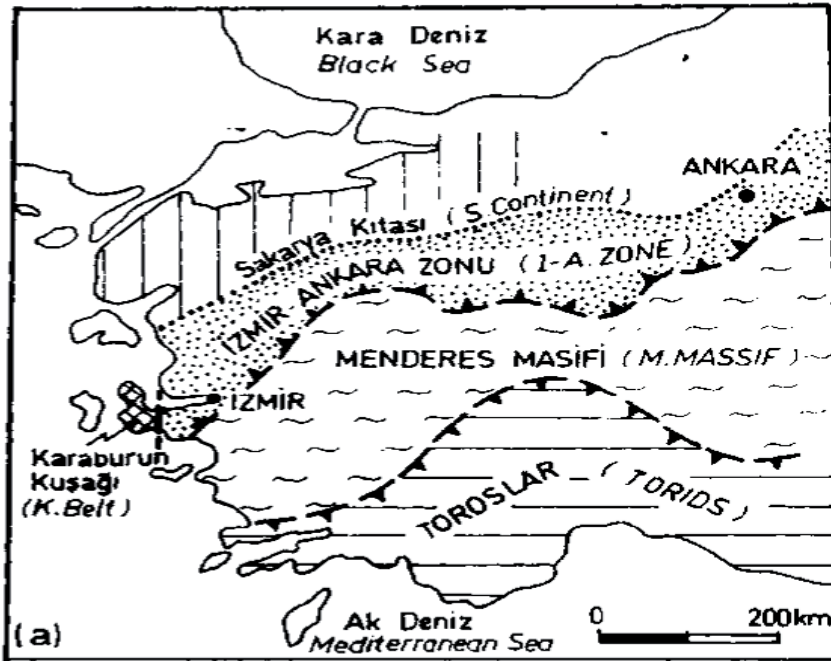 Kara Deniz
Black Sea
ANKARA
Sakarya Kıtası (S Continent)
İZMİR ANKARA ZONU (I-A. ZONE)
MENDERES MASİFİ (M.MASSIF)
İZMİR
Karaburun
Kuşağı
(K.Belt)
TOROSLAR (TORIDS)
(a)
Ak Deniz
Mediterranean Sea
0 200km